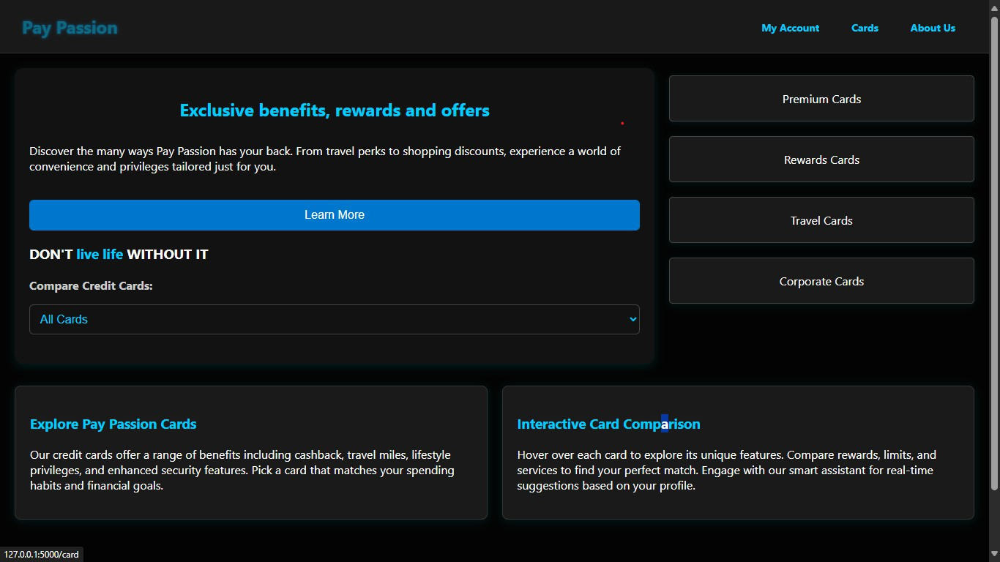 Pay Passion
My Account
Cards
About Us
Exclusive benefits, rewards and offers
Discover the many ways Pay Passion has your back. From travel perks to shopping discounts, experience a world of
convenience and privileges tailored just for you.
Learn More
DON'T live life WITHOUT IT
Compare Credit Cards:
All Cards
Premium Cards
Rewards Cards
Travel Cards
Corporate Cards
Explore Pay Passion Cards
Our credit cards offer a range of benefits including cashback, travel miles, lifestyle
privileges, and enhanced security features. Pick a card that matches your spending
habits and financial goals.
Interactive Card Comparison
Hover over each card to explore its unique features. Compare rewards, limits, and
services to find your perfect match. Engage with our smart assistant for real-time
suggestions based on your profile.
127.0.0.1:5000/card